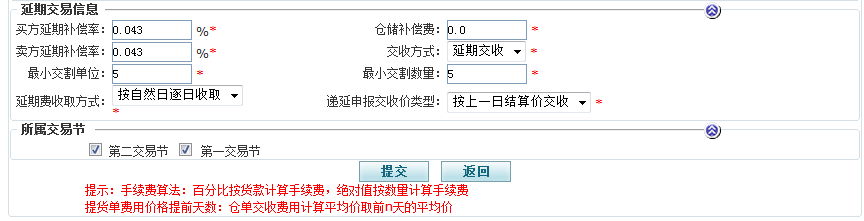 延期交易信息
买方延期补偿率: 0.043 %* 仓储补偿费: 0.0 *
卖方延期补偿率: 0.043 %* 交收方式: 延期交收 *
最小交割单位: 5 * 最小交割数量: 5 *
延期费收取方式: 按自然日逐日收取 * 递延申报交收价类型: 按上一日结算价交收 *
所属交易节
第二交易节 第一交易节
提交 返回
提示: 手续费算法: 百分比按货款计算手续费, 绝对值按数量计算手续费
提货单费用价格提前天数: 仓单交收费用计算平均价取前n天的平均价